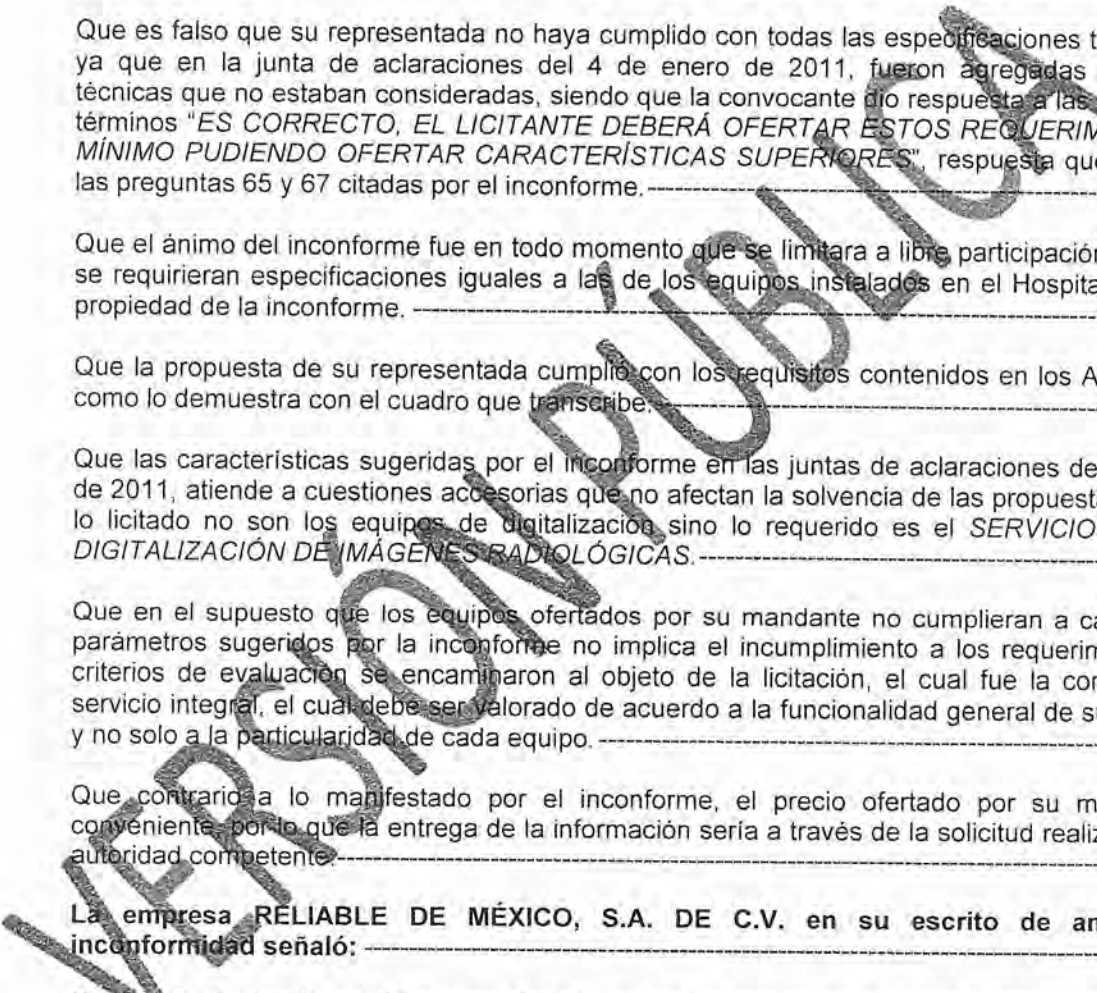 Que es falso que su representada no haya cumplido con todas las especificaciones t
ya que en la junta de aclaraciones del 4 de enero de 2011, fueron agregadas
técnicas que no estaban consideradas, siendo que la convocante dio respuesta a las
términos "ES CORRECTO, EL LICITANTE DEBERÁ OFERTAR ESTOS REQUERIM
MÍNIMO PUDIENDO OFERTAR CARACTERÍSTICAS SUPERIORES", respuesta que
las preguntas 65 y 67 citadas por el inconforme.
Que el ánimo del inconforme fue en todo momento que se limitara a libre participación
se requirieran especificaciones iguales a las de los equipos instalados en el Hospita
propiedad de la inconforme.
Que la propuesta de su representada cumplió con los requisitos contenidos en los A
como lo demuestra con el cuadro que transcribe.
Que las características sugeridas por el inconforme en las juntas de aclaraciones de
de 2011, atiende a cuestiones accesorias que no afectan la solvencia de las propuesta
lo licitado no son los equipos de digitalización sino lo requerido es el SERVICIO
DIGITALIZACIÓN DE IMÁGENES RADIOLÓGICAS.
Que en el supuesto que los equipos ofertados por su mandante no cumplieran a ca
parámetros sugeridos por la inconforme no implica el incumplimiento a los requerim
criterios de evaluación se encaminaron al objeto de la licitación, el cual fue la con
servicio integral, el cual debe ser valorado de acuerdo a la funcionalidad general de s
y no solo a la particularidad de cada equipo.
Que contrario a lo manifestado por el inconforme, el precio ofertado por su m
conveniente, por lo que la entrega de la información sería a través de la solicitud realiz
autoridad competente.
La empresa RELIABLE DE MÉXICO, S.A. DE C.V. en su escrito de an
inconformidad señaló:
VERSIÓN PÚBLICA